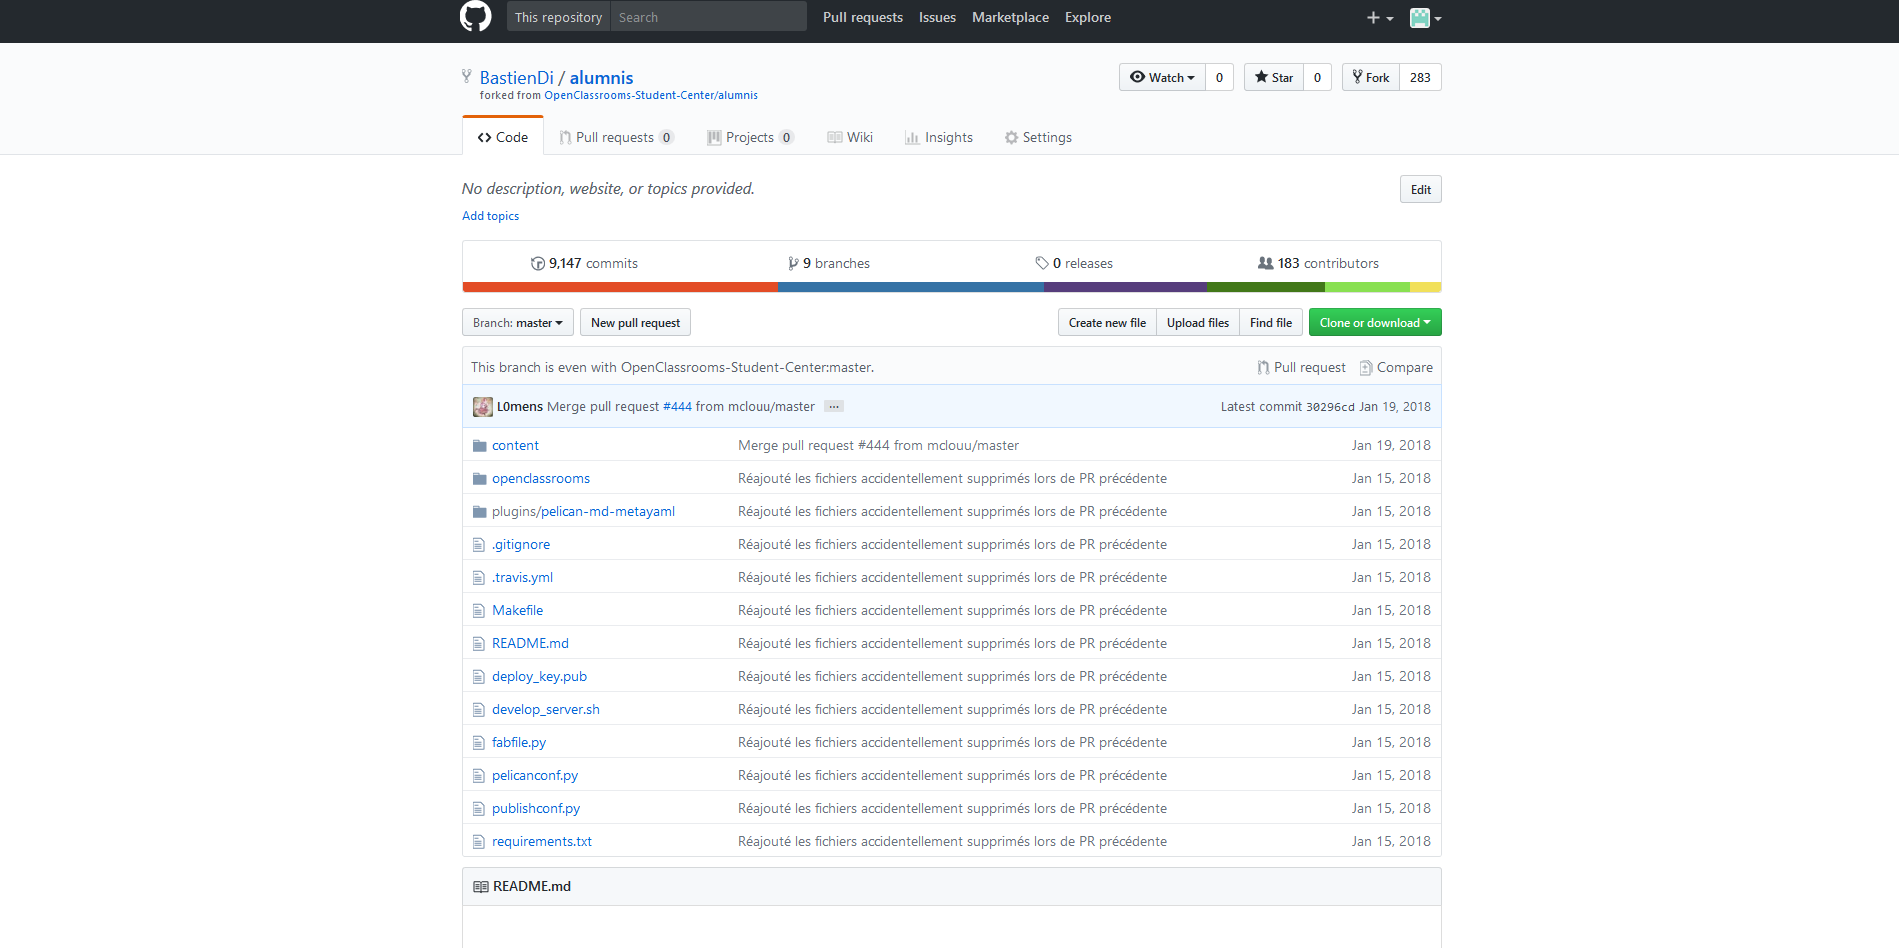 This repository Search Pull requests Issues Marketplace Explore
BastienDi / alumnis Watch 0 Star 0 Fork 283
forked from OpenClassrooms-Student-Center/alumnis
Code Pull requests 0 Projects 0 Wiki Insights Settings
No description, website, or topics provided. Edit
Add topics
9,147 commits 9 branches 0 releases 183 contributors
Branch: master New pull request Create new file Upload files Find file Clone or download
This branch is even with OpenClassrooms-Student-Center:master. Pull request Compare
L0mens Merge pull request #444 from mclouu/master ... Latest commit 30296cd Jan 19, 2018
content Merge pull request #444 from mclouu/master Jan 19, 2018
openclassrooms Réajouté les fichiers accidentellement supprimés lors de PR précédente Jan 15, 2018
plugins/pelican-md-metayaml Réajouté les fichiers accidentellement supprimés lors de PR précédente Jan 15, 2018
.gitignore Réajouté les fichiers accidentellement supprimés lors de PR précédente Jan 15, 2018
.travis.yml Réajouté les fichiers accidentellement supprimés lors de PR précédente Jan 15, 2018
Makefile Réajouté les fichiers accidentellement supprimés lors de PR précédente Jan 15, 2018
README.md Réajouté les fichiers accidentellement supprimés lors de PR précédente Jan 15, 2018
deploy_key.pub Réajouté les fichiers accidentellement supprimés lors de PR précédente Jan 15, 2018
develop_server.sh Réajouté les fichiers accidentellement supprimés lors de PR précédente Jan 15, 2018
fabfile.py Réajouté les fichiers accidentellement supprimés lors de PR précédente Jan 15, 2018
pelicanconf.py Réajouté les fichiers accidentellement supprimés lors de PR précédente Jan 15, 2018
publishconf.py Réajouté les fichiers accidentellement supprimés lors de PR précédente Jan 15, 2018
requirements.txt Réajouté les fichiers accidentellement supprimés lors de PR précédente Jan 15, 2018
README.md